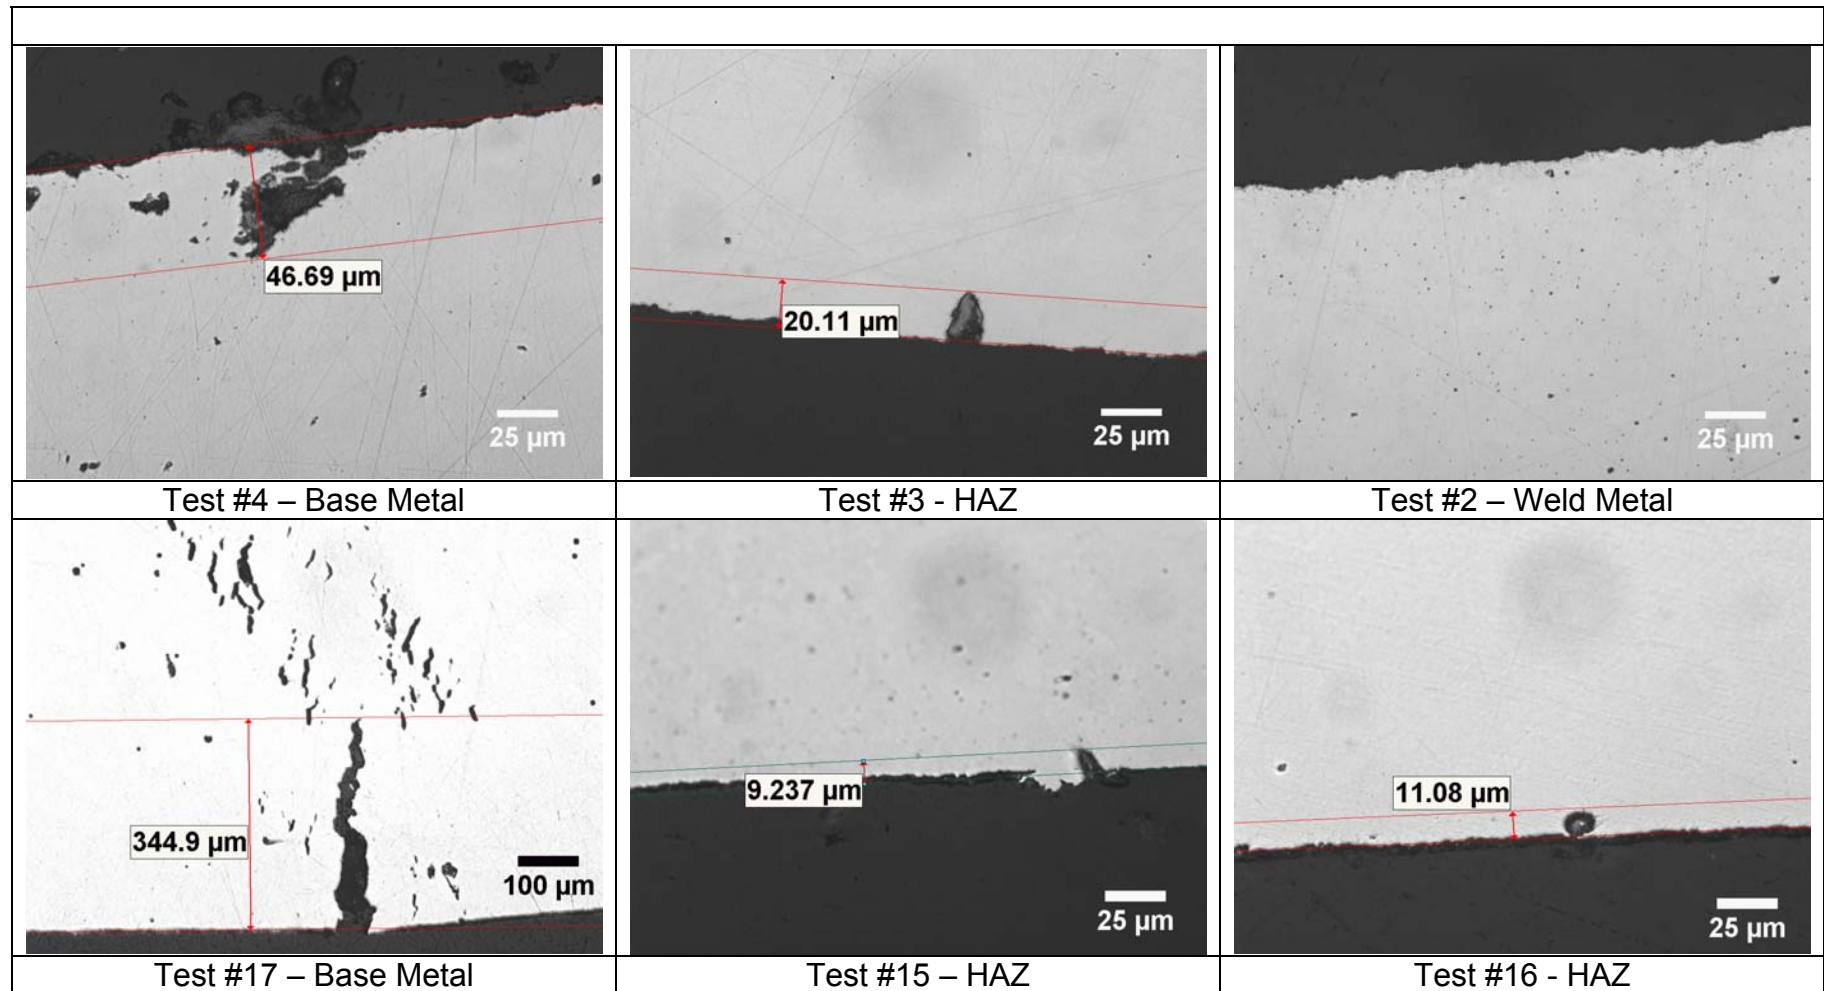 46.69 µm
25 µm
20.11 µm
25 µm
25 µm
Test #4 – Base Metal
Test #3 - HAZ
Test #2 – Weld Metal
344.9 µm
100 µm
9.237 µm
25 µm
11.08 µm
25 µm
Test #17 – Base Metal
Test #15 – HAZ
Test #16 - HAZ